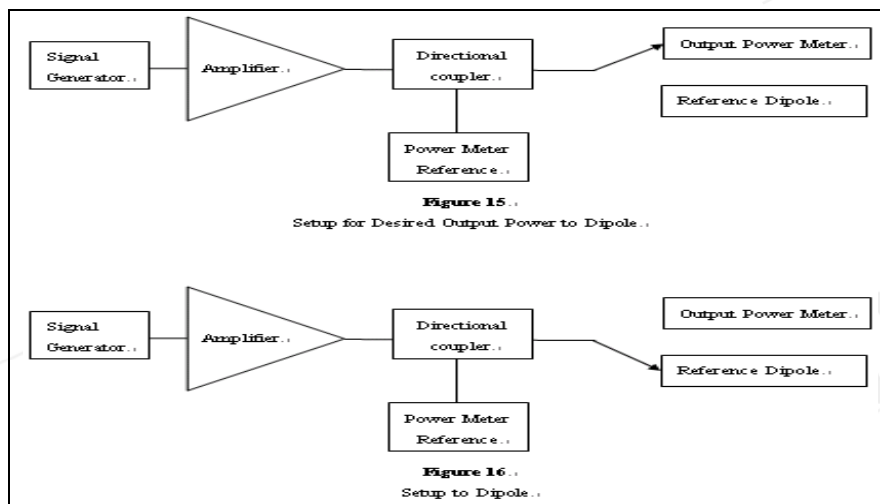 Signal
Generator
Amplifier
Directional
coupler
Output Power Meter
Reference Dipole
Power Meter
Reference
Figure 15
Setup for Desired Output Power to Dipole
Signal
Generator
Amplifier
Directional
coupler
Output Power Meter
Reference Dipole
Power Meter
Reference
Figure 16
Setup to Dipole